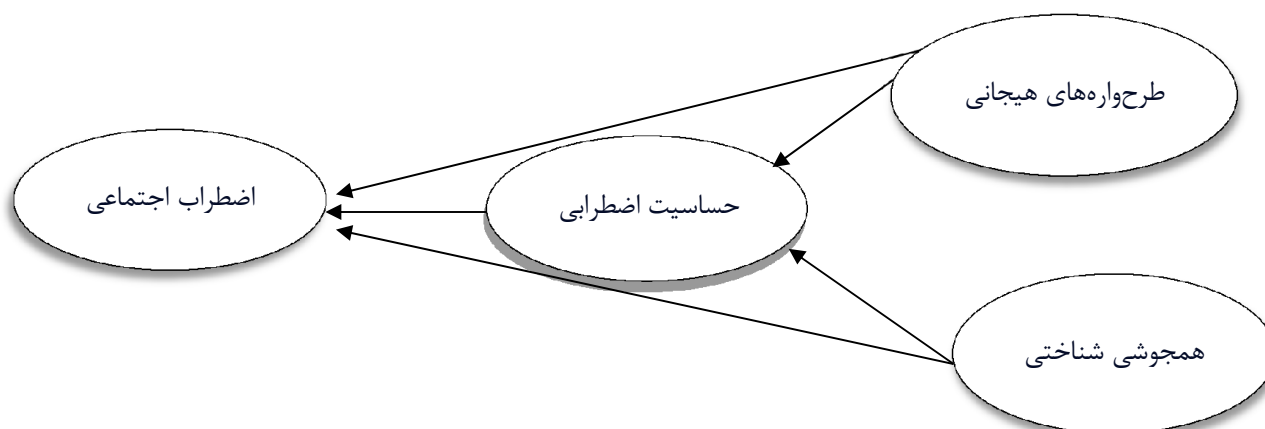 طرح‌واره‌های هیجانی
حساسیت اضطرابی
اضطراب اجتماعی
همجوشی شناختی